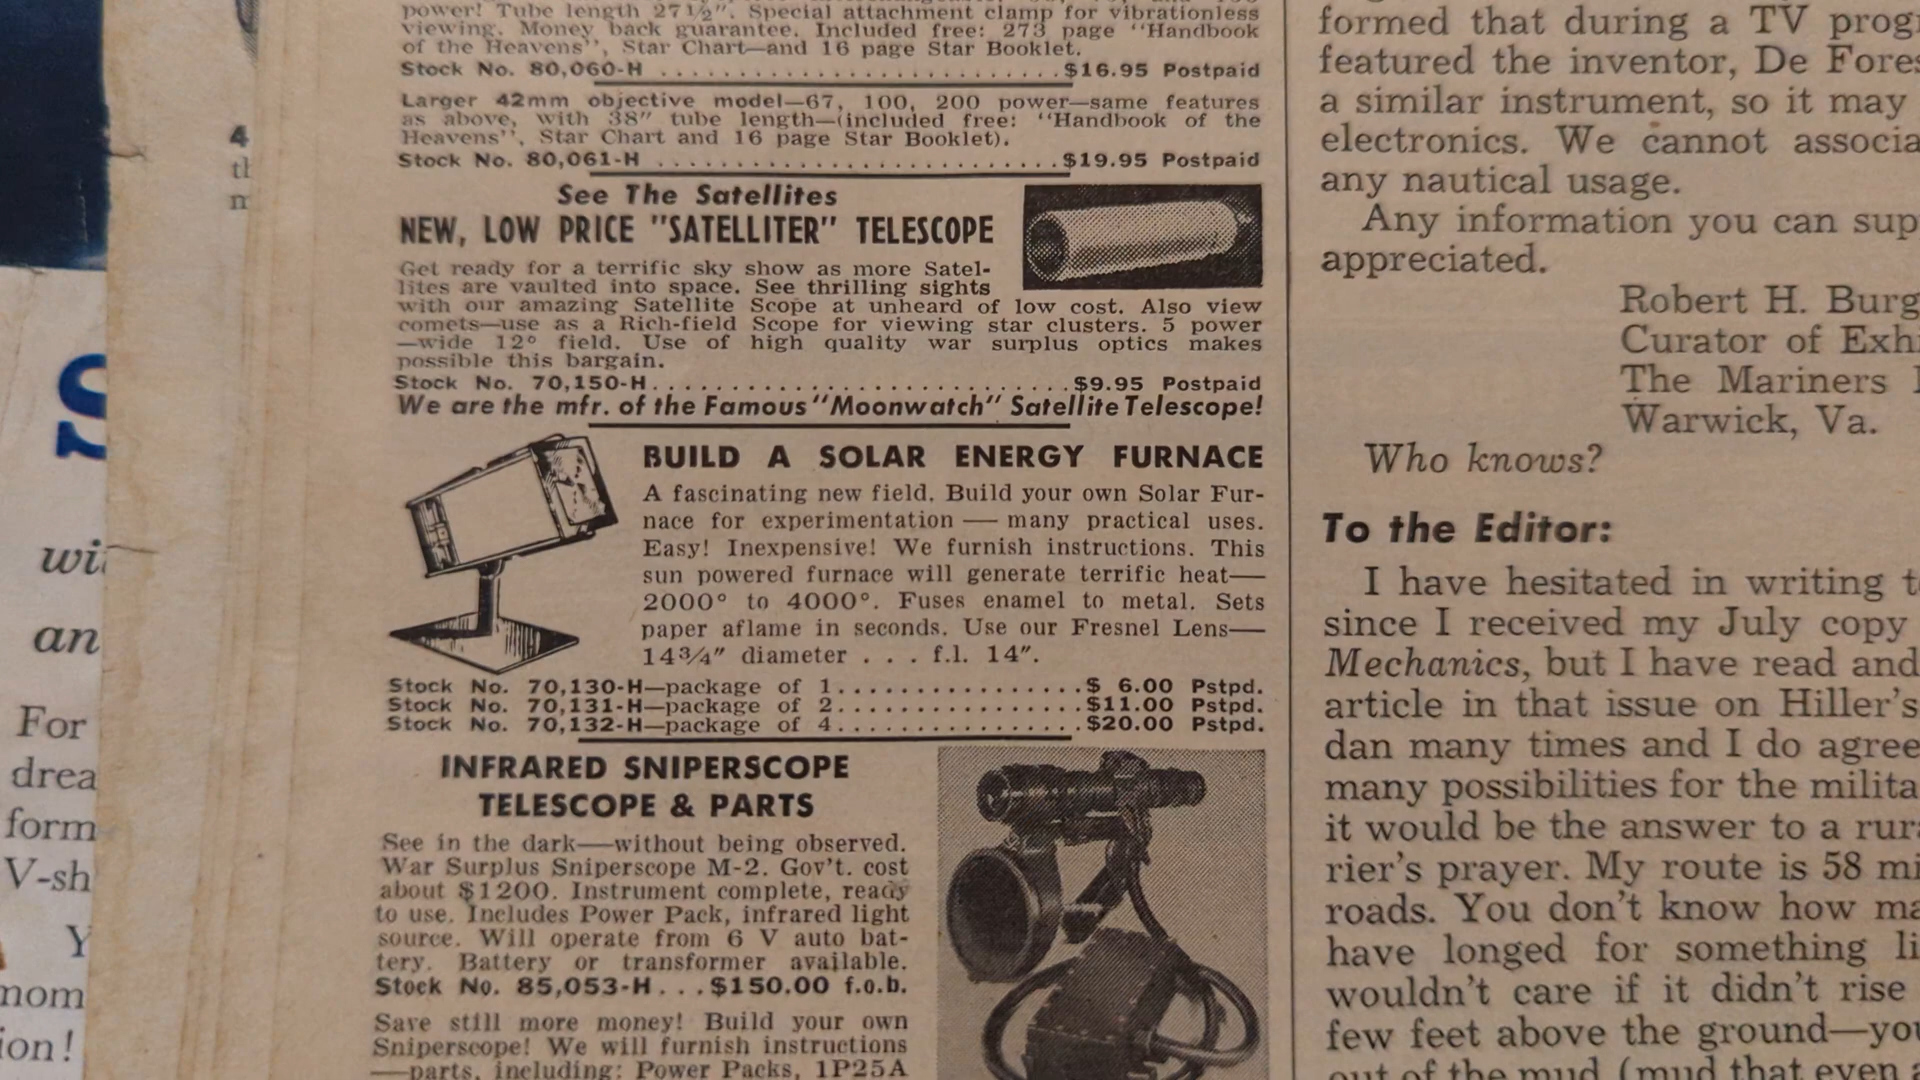 power! Tube length 27½". Special attachment clamp for vibrationless
viewing. Money back guarantee. Included free: 273 page "Handbook
of the Heavens", Star Chart—and 16 page Star Booklet.
Stock No. 80,060-H ........................ $16.95 Postpaid
Larger 42mm objective model—67, 100, 200 power—same features
as above, with 38" tube length—(included free: "Handbook of the
Heavens", Star Chart and 16 page Star Booklet).
Stock No. 80,061-H ........................ $19.95 Postpaid
See The Satellites
NEW, LOW PRICE "SATELLITER" TELESCOPE
Get ready for a terrific sky show as more Satel-
lites are vaulted into space. See thrilling sights
with our amazing Satellite Scope at unheard of low cost. Also view
comets—use as a Rich-field Scope for viewing star clusters. 5 power
—wide 12° field. Use of high quality war surplus optics makes
possible this bargain.
Stock No. 70,150-H ........................ $9.95 Postpaid
We are the mfr. of the Famous "Moonwatch" Satellite Telescope!
BUILD A SOLAR ENERGY FURNACE
A fascinating new field. Build your own Solar Fur-
nace for experimentation — many practical uses.
Easy! Inexpensive! We furnish instructions. This
sun powered furnace will generate terrific heat—
2000° to 4000°. Fuses enamel to metal. Sets
paper aflame in seconds. Use our Fresnel Lens—
14¾" diameter . . . f.l. 14".
Stock No. 70,130-H—package of 1 ................ $ 6.00 Pstpd.
Stock No. 70,131-H—package of 2 ................ $11.00 Pstpd.
Stock No. 70,132-H—package of 4 ................ $20.00 Pstpd.
INFRARED SNIPERSCOPE
TELESCOPE & PARTS
See in the dark—without being observed.
War Surplus Sniperscope M-2. Gov't. cost
about $1200. Instrument complete, ready
to use. Includes Power Pack, infrared light
source. Will operate from 6 V auto bat-
tery. Battery or transformer available.
Stock No. 85,053-H . . . $150.00 f.o.b.
Save still more money! Build your own
Sniperscope! We will furnish instructions
—parts, including: Power Packs, 1P25A
formed that during a TV prog
featured the inventor, De Fores
a similar instrument, so it may
electronics. We cannot associa
any nautical usage.
Any information you can sup
appreciated.
Robert H. Burg
Curator of Exhi
The Mariners
Warwick, Va.
Who knows?
To the Editor:
I have hesitated in writing t
since I received my July copy
Mechanics, but I have read and
article in that issue on Hiller's
dan many times and I do agree
many possibilities for the milita
it would be the answer to a rura
rier's prayer. My route is 58 mi
roads. You don't know how ma
have longed for something li
wouldn't care if it didn't rise
few feet above the ground—you
out of the mud (mud that even a
4
th
m
wi
an
For
drea
form
V-sh
Y
mom
ion!